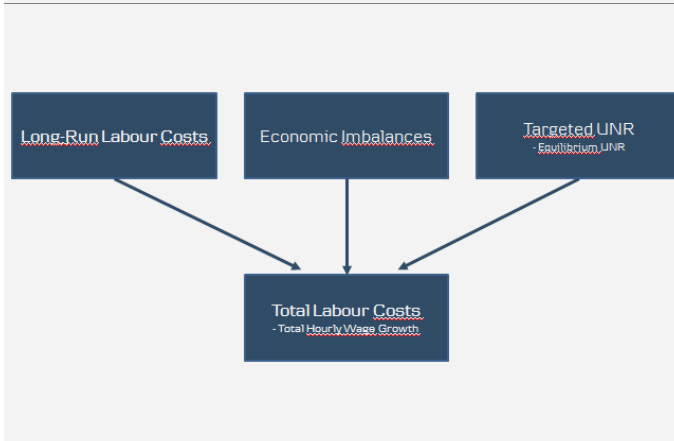 Long-Run Labour Costs
Economic Imbalances
Targeted UNR
- Equilibrium UNR
Total Labour Costs
- Total Hourly Wage Growth